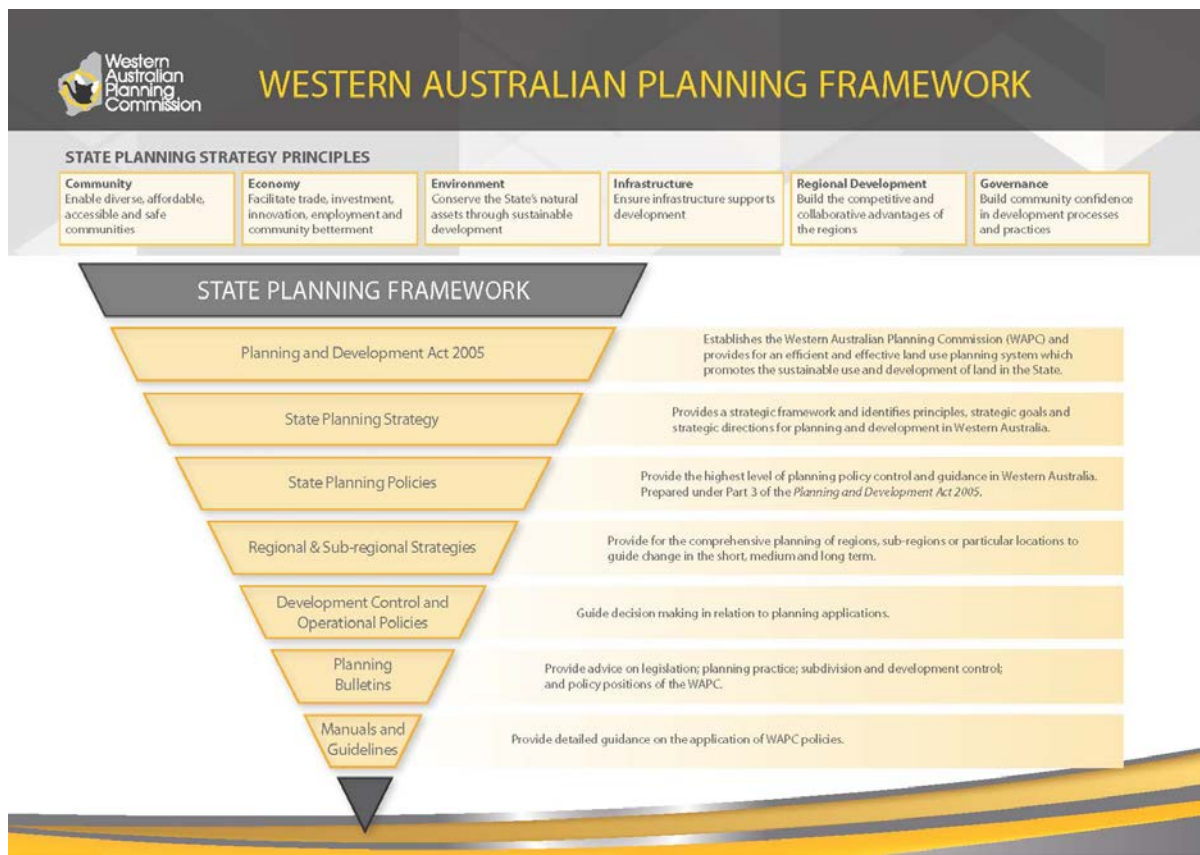 Western
Australian
Planning
Commission
WESTERN AUSTRALIAN PLANNING FRAMEWORK
STATE PLANNING STRATEGY PRINCIPLES
Community
Enable diverse, affordable,
accessible and safe
communities
Economy
Facilitate trade, investment,
innovation, employment and
community betterment
Environment
Conserve the State's natural
assets through sustainable
development
Infrastructure
Ensure infrastructure supports
development
Regional Development
Build the competitive and
collaborative advantages of
the regions
Governance
Build community confidence
in development processes
and practices
STATE PLANNING FRAMEWORK
Planning and Development Act 2005
Establishes the Western Australian Planning Commission (WAPC) and
provides for an efficient and effective land use planning system which
promotes the sustainable use and development of land in the State.
State Planning Strategy
Provides a strategic framework and identifies principles, strategic goals and
strategic directions for planning and development in Western Australia.
State Planning Policies
Provide the highest level of planning policy control and guidance in Western Australia.
Prepared under Part 3 of the Planning and Development Act 2005.
Regional & Sub-regional Strategies
Provide for the comprehensive planning of regions, sub-regions or particular locations to
guide change in the short, medium and long term.
Development Control and
Operational Policies
Guide decision making in relation to planning applications.
Planning
Bulletins
Provide advice on legislation; planning practice; subdivision and development control;
and policy positions of the WAPC.
Manuals and
Guidelines
Provide detailed guidance on the application of WAPC policies.